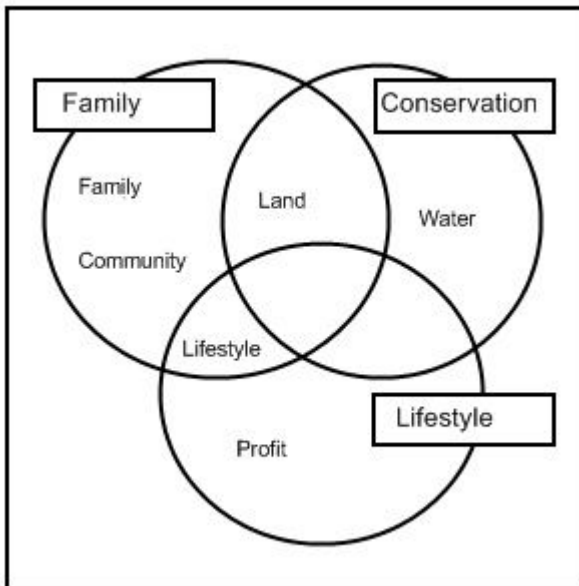 Family
Conservation
Family
Land
Water
Community
Lifestyle
Lifestyle
Profit